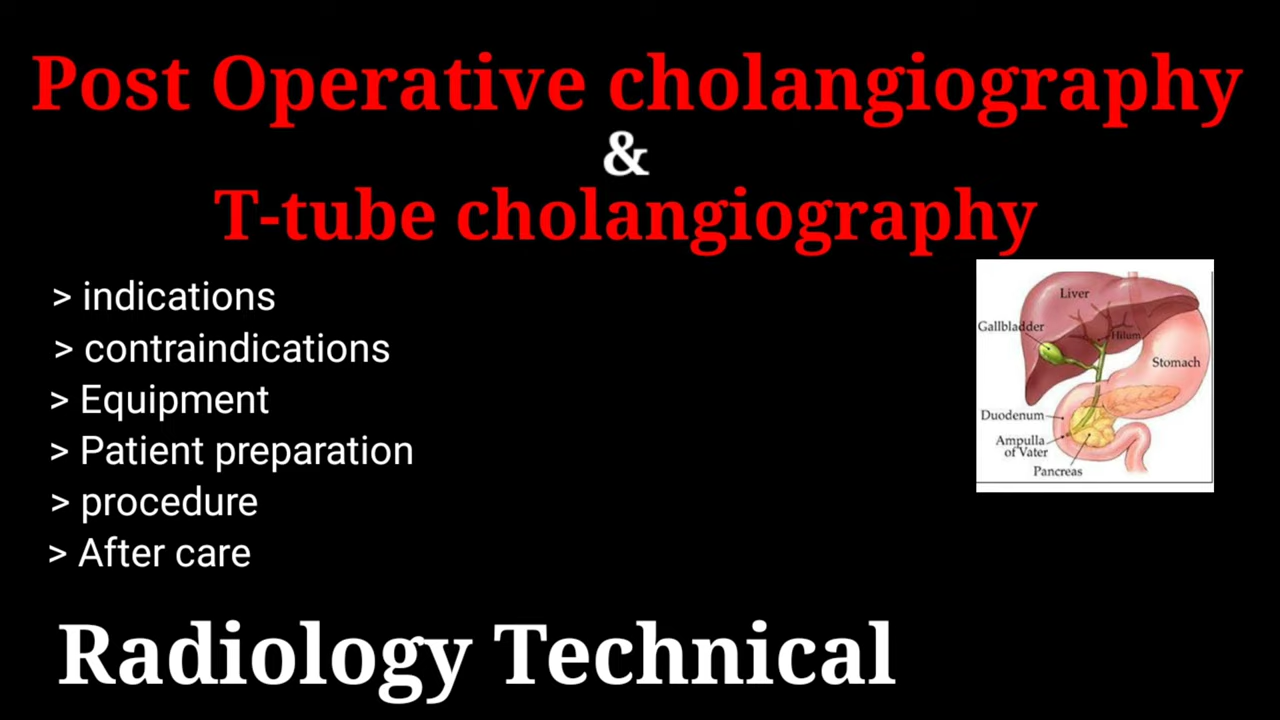 Post Operative cholangiography
&
T-tube cholangiography
> indications
> contraindications
> Equipment
> Patient preparation
> procedure
> After care
Liver
Gallbladder
Hilum
Stomach
Duodenum
Ampulla
of Vater
Pancreas
Radiology Technical